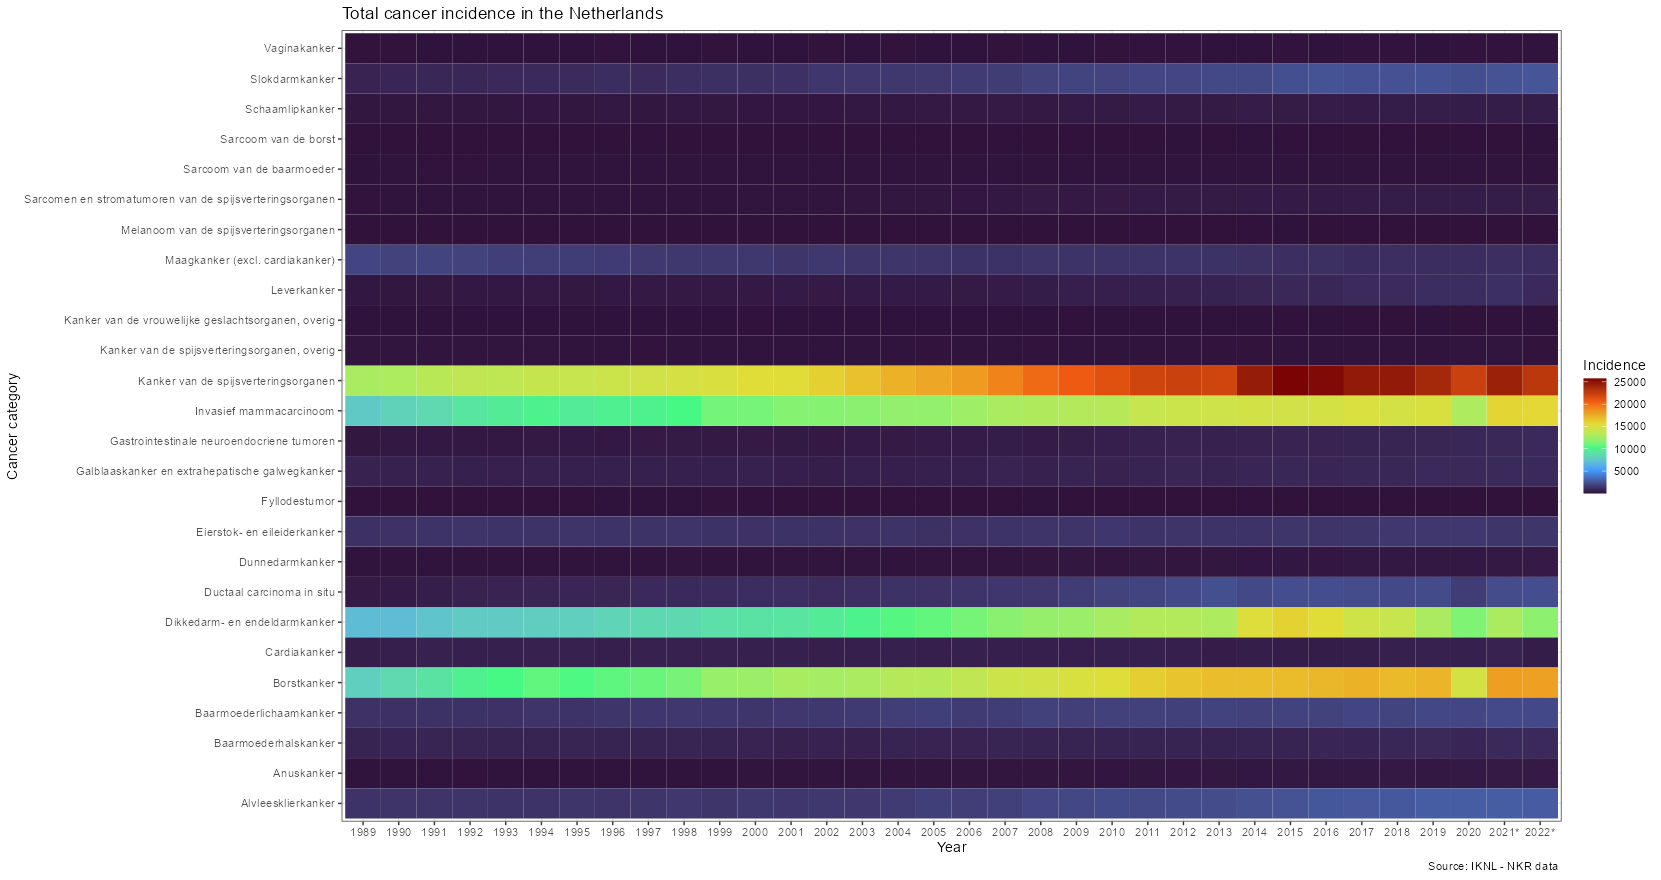 Total cancer incidence in the Netherlands
Vaginakanker
Slokdarmkanker
Schaamlipkanker
Sarcoom van de borst
Sarcoom van de baarmoeder
Sarcomen en stromatumoren van de spijsverteringsorganen
Melanoom van de spijsverteringsorganen
Maagkanker (excl. cardiakanker)
Leverkanker
Kanker van de vrouwelijke geslachtsorganen, overig
Kanker van de spijsverteringsorganen, overig
Kanker van de spijsverteringsorganen
Invasief mammacarcinoom
Gastrointestinale neuroendocriene tumoren
Galblaaskanker en extrahepatische galwegkanker
Fyllodestumor
Eierstok- en eileiderkanker
Dunnedarmkanker
Ductaal carcinoma in situ
Dikkedarm- en endeldarmkanker
Cardiakanker
Borstkanker
Baarmoederlichaamkanker
Baarmoederhalskanker
Anuskanker
Alvleesklierkanker
Cancer category
1989 1990 1991 1992 1993 1994 1995 1996 1997 1998 1999 2000 2001 2002 2003 2004 2005 2006 2007 2008 2009 2010 2011 2012 2013 2014 2015 2016 2017 2018 2019 2020 2021* 2022*
Year
Incidence
25000
20000
15000
10000
5000
Source: IKNL - NKR data